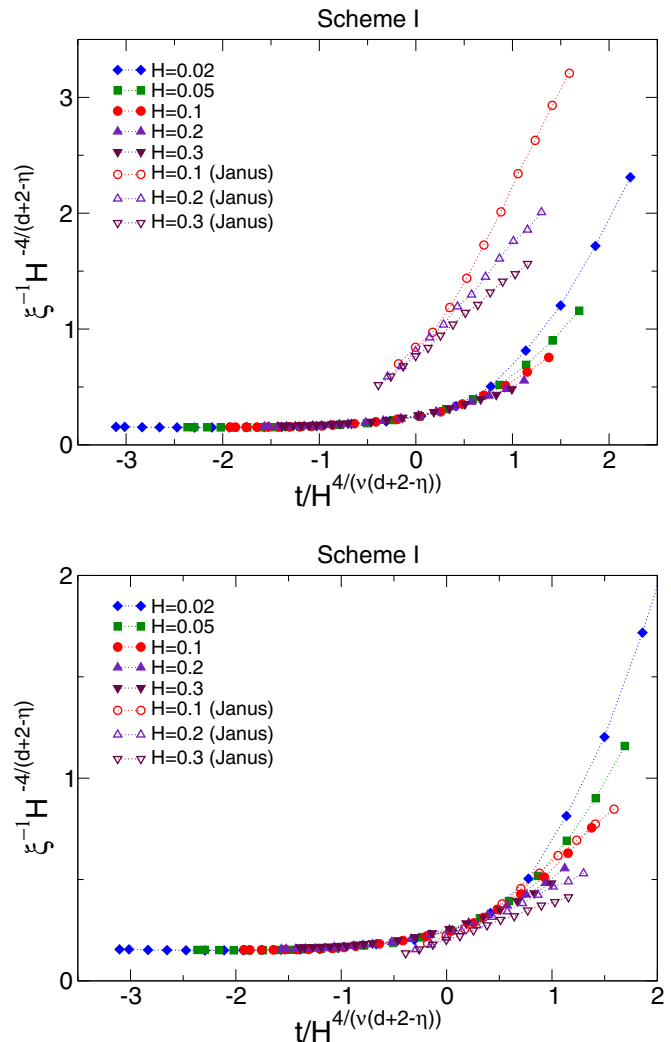 Scheme I
H=0.02
H=0.05
H=0.1
H=0.2
H=0.3
H=0.1 (Janus)
H=0.2 (Janus)
H=0.3 (Janus)
3
2
1
0
ξ⁻¹H⁻⁴/⁽ᵈ⁺²⁻η⁾
-3 -2 -1 0 1 2
t/H⁴/⁽ν⁽ᵈ⁺²⁻η⁾⁾
Scheme I
H=0.02
H=0.05
H=0.1
H=0.2
H=0.3
H=0.1 (Janus)
H=0.2 (Janus)
H=0.3 (Janus)
2
1
0
ξ⁻¹H⁻⁴/⁽ᵈ⁺²⁻η⁾
-3 -2 -1 0 1 2
t/H⁴/⁽ν⁽ᵈ⁺²⁻η⁾⁾